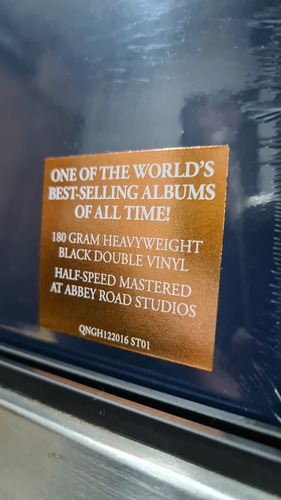 ONE OF THE WORLD'S
BEST-SELLING ALBUMS
OF ALL TIME!
180 GRAM HEAVYWEIGHT
BLACK DOUBLE VINYL
HALF-SPEED MASTERED
AT ABBEY ROAD STUDIOS
QNGH122016 ST01